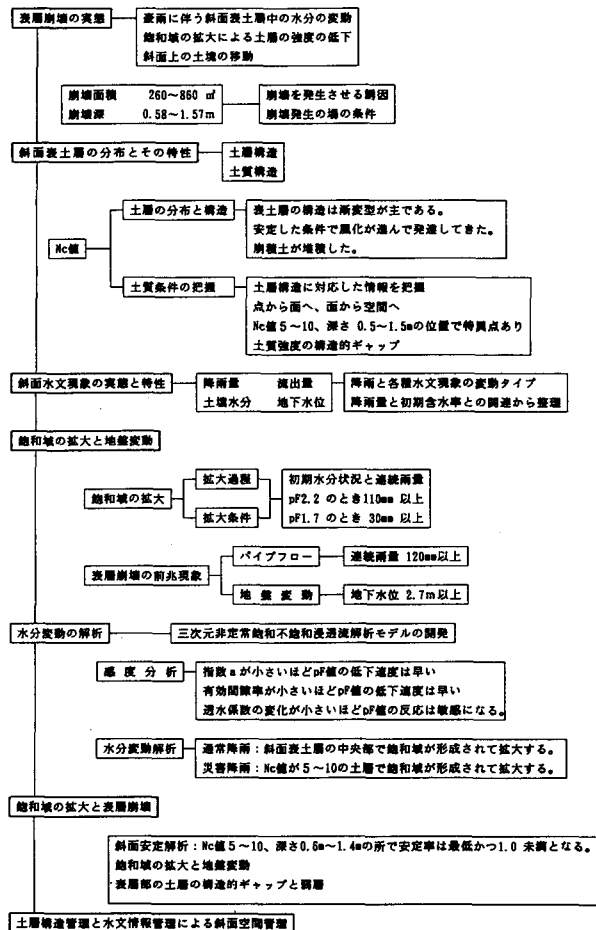 表層崩壊の実態
豪雨に伴う斜面表土層中の水分の変動
飽和域の拡大による土層の強度の低下
斜面上の土塊の移動
崩壊面積 260～860 ㎡
崩壊深 0.58～1.57m
崩壊を発生させる誘因
崩壊発生の場の条件
斜面表土層の分布とその特性
土層構造
土質構造
Nc値
土層の分布と構造
表土層の構造は漸変型が主である。
安定した条件で風化が進んで発達してきた。
崩積土が堆積した。
土質条件の把握
土層構造に対応した情報を把握
点から面へ、面から空間へ
Nc値5～10、深さ 0.5～1.5mの位置で特異点あり
土質強度の構造的ギャップ
斜面水文現象の実態と特性
降雨量 流出量
土壌水分 地下水位
降雨と各種水文現象の変動タイプ
降雨量と初期含水率との関連から整理
飽和域の拡大と地盤変動
飽和域の拡大
拡大過程
拡大条件
初期水分状況と連続雨量
pF2.2 のとき110mm 以上
pF1.7 のとき 30mm 以上
表層崩壊の前兆現象
パイプフロー
連続雨量 120mm以上
地盤変動
地下水位 2.7m以上
水分変動の解析
三次元非定常飽和不飽和浸透流解析モデルの開発
感度分析
指数aが小さいほどpF値の低下速度は早い
有効間隙率が小さいほどpF値の低下速度は早い
透水係数の変化が小さいほどpF値の反応は敏感になる。
水分変動解析
通常降雨：斜面表土層の中央部で飽和域が形成されて拡大する。
災害降雨：Nc値が5～10の土層で飽和域が形成されて拡大する。
飽和域の拡大と表層崩壊
斜面安定解析：Nc値5～10、深さ0.6m～1.4mの所で安定率は最低かつ1.0 未満となる。
飽和域の拡大と地盤変動
表層部の土層の構造的ギャップと弱層
土層構造管理と水文情報管理による斜面空間管理